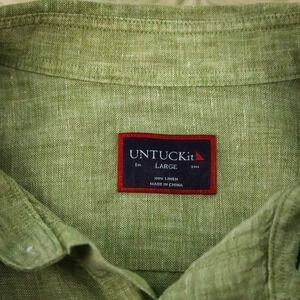 UNTUCKit
LARGE
100% LINEN
MADE IN CHINA